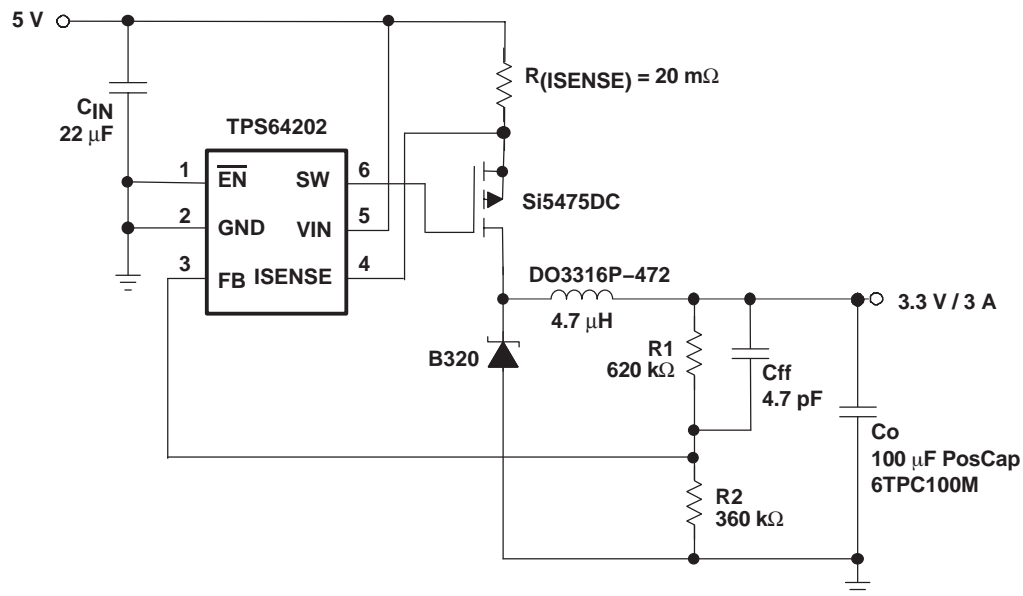 5 V
R(ISENSE) = 20 mΩ
CIN
22 μF
TPS64202
1
EN
SW
6
2
GND
VIN
5
3
FB
ISENSE
4
Si5475DC
DO3316P−472
4.7 μH
3.3 V / 3 A
B320
R1
620 kΩ
Cff
4.7 pF
Co
100 μF PosCap
6TPC100M
R2
360 kΩ